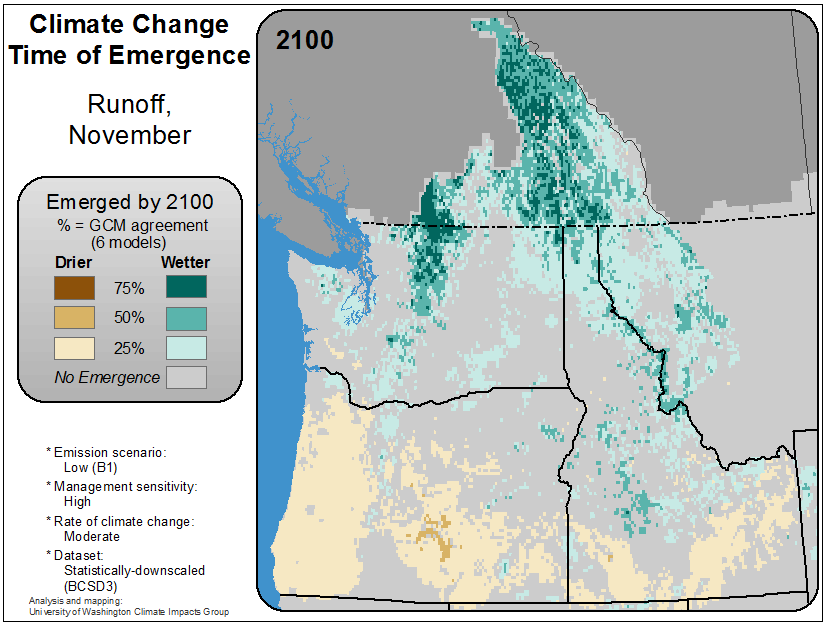 Climate Change
Time of Emergence
Runoff,
November
Emerged by 2100
% = GCM agreement
(6 models)
Drier Wetter
75%
50%
25%
No Emergence
* Emission scenario:
Low (B1)
* Management sensitivity:
High
* Rate of climate change:
Moderate
* Dataset:
Statistically-downscaled
(BCSD3)
Analysis and mapping:
University of Washington Climate Impacts Group
2100